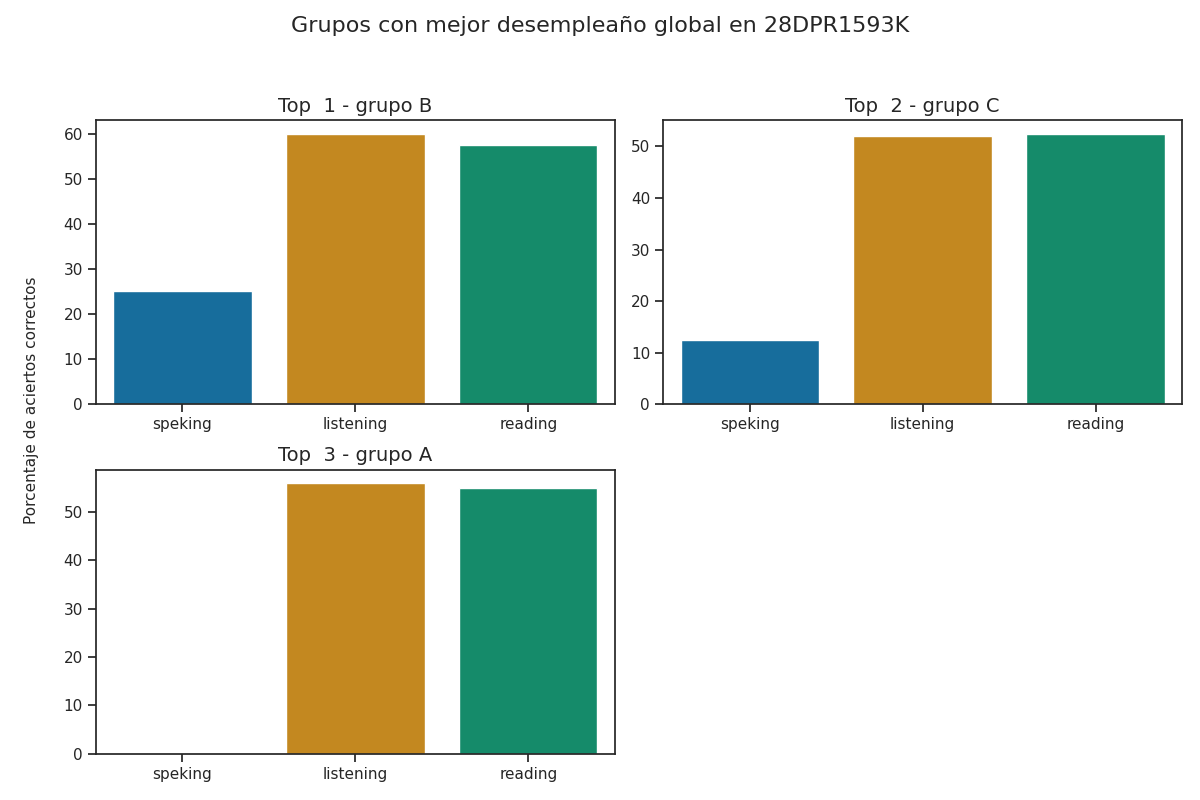 Grupos con mejor desempleaño global en 28DPR1593K
Porcentaje de aciertos correctos
Top  1 - grupo B
60
50
40
30
20
10
0
speking listening reading
Top  2 - grupo C
50
40
30
20
10
0
speking listening reading
Top  3 - grupo A
50
40
30
20
10
0
speking listening reading